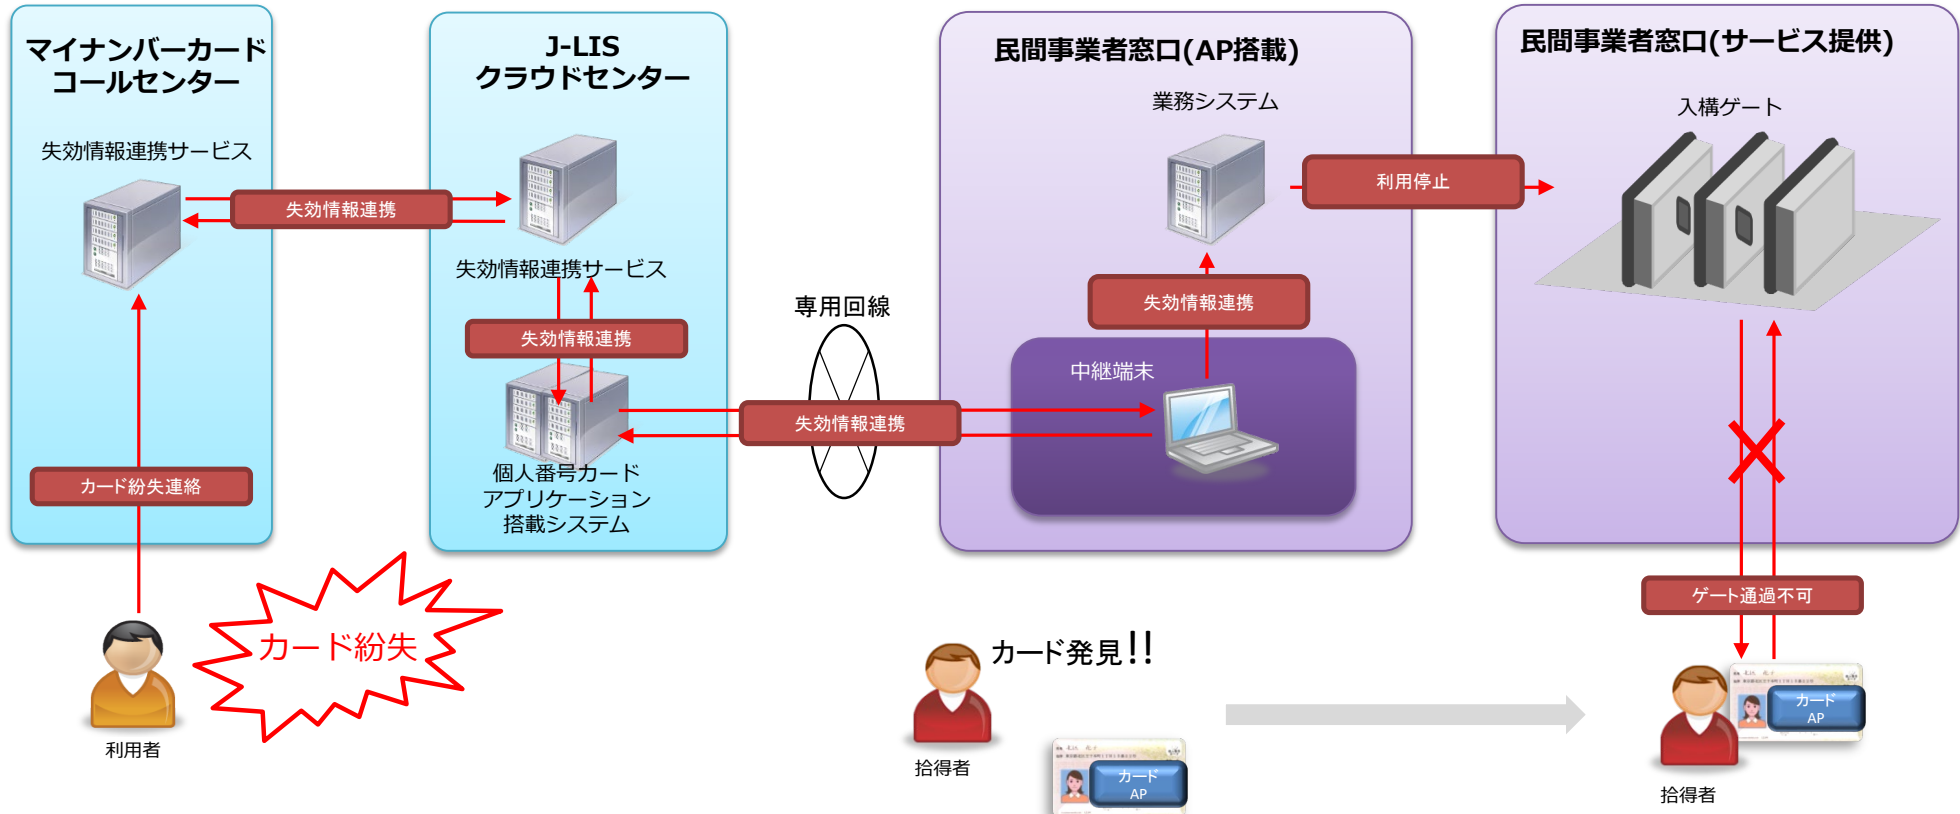 マイナンバーカード
コールセンター
失効情報連携サービス
カード紛失連絡
利用者
カード紛失
失効情報連携
J-LIS
クラウドセンター
失効情報連携サービス
失効情報連携
個人番号カード
アプリケーション
搭載システム
専用回線
失効情報連携
民間事業者窓口(AP搭載)
業務システム
失効情報連携
中継端末
利用停止
民間事業者窓口(サービス提供)
入構ゲート
ゲート通過不可
カード発見!!
拾得者
カード
AP
カード
AP
拾得者